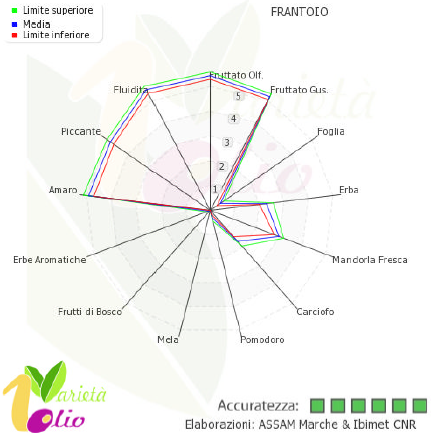 Limite superiore
Media
Limite inferiore
FRANTOIO
Fruttato Olf.
Fluidità
Fruttato Gus.
5
4
Piccante
Foglia
3
2
Amaro
1
Erba
Erbe Aromatiche
Mandorla Fresca
Frutti di Bosco
Carciofo
Mela
Pomodoro
Varietà
Olio
Varietà
Olio
Accuratezza:
Elaborazioni: ASSAM Marche & Ibimet CNR